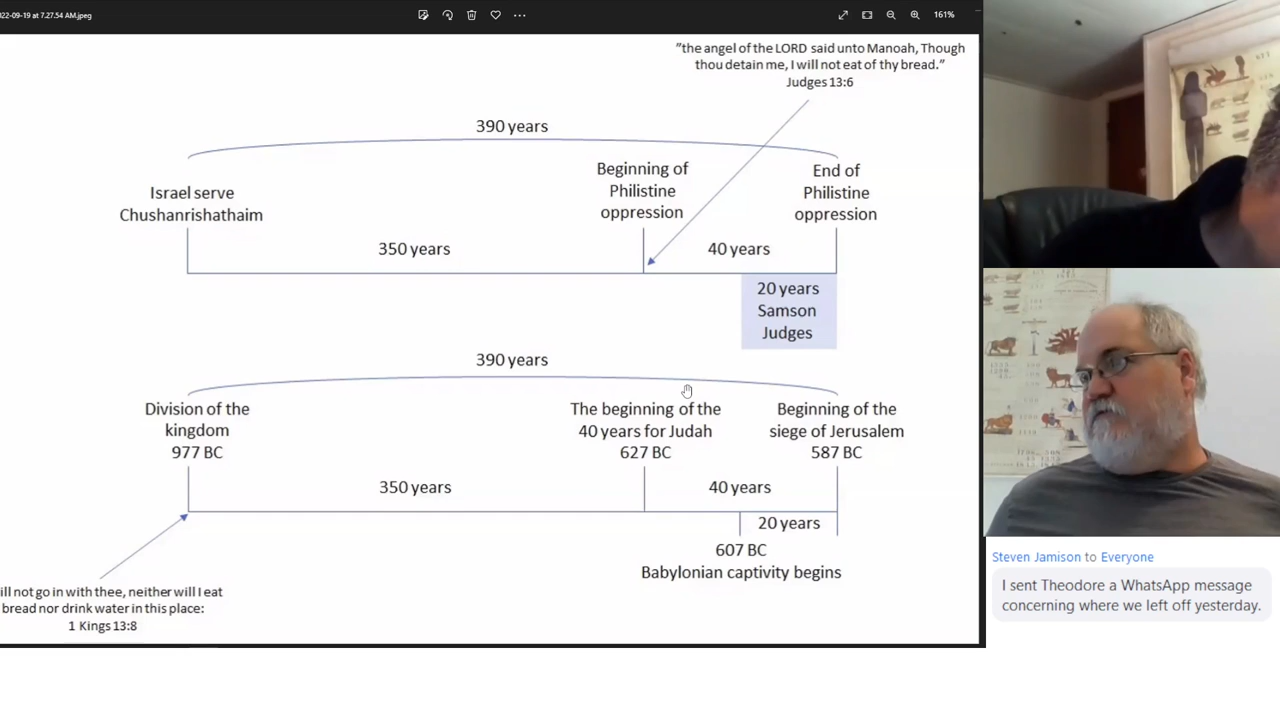 22-09-19 at 7.27.54 AM.jpeg
161%
"the angel of the LORD said unto Manoah, Though
thou detain me, I will not eat of thy bread."
Judges 13:6
390 years
Israel serve
Chushanrishathaim
Beginning of
Philistine
oppression
End of
Philistine
oppression
350 years
40 years
20 years
Samson
Judges
390 years
Division of the
kingdom
977 BC
The beginning of the
40 years for Judah
627 BC
Beginning of the
siege of Jerusalem
587 BC
350 years
40 years
20 years
607 BC
Babylonian captivity begins
ill not go in with thee, neither will I eat
bread nor drink water in this place:
1 Kings 13:8
Steven Jamison to Everyone
I sent Theodore a WhatsApp message
concerning where we left off yesterday.